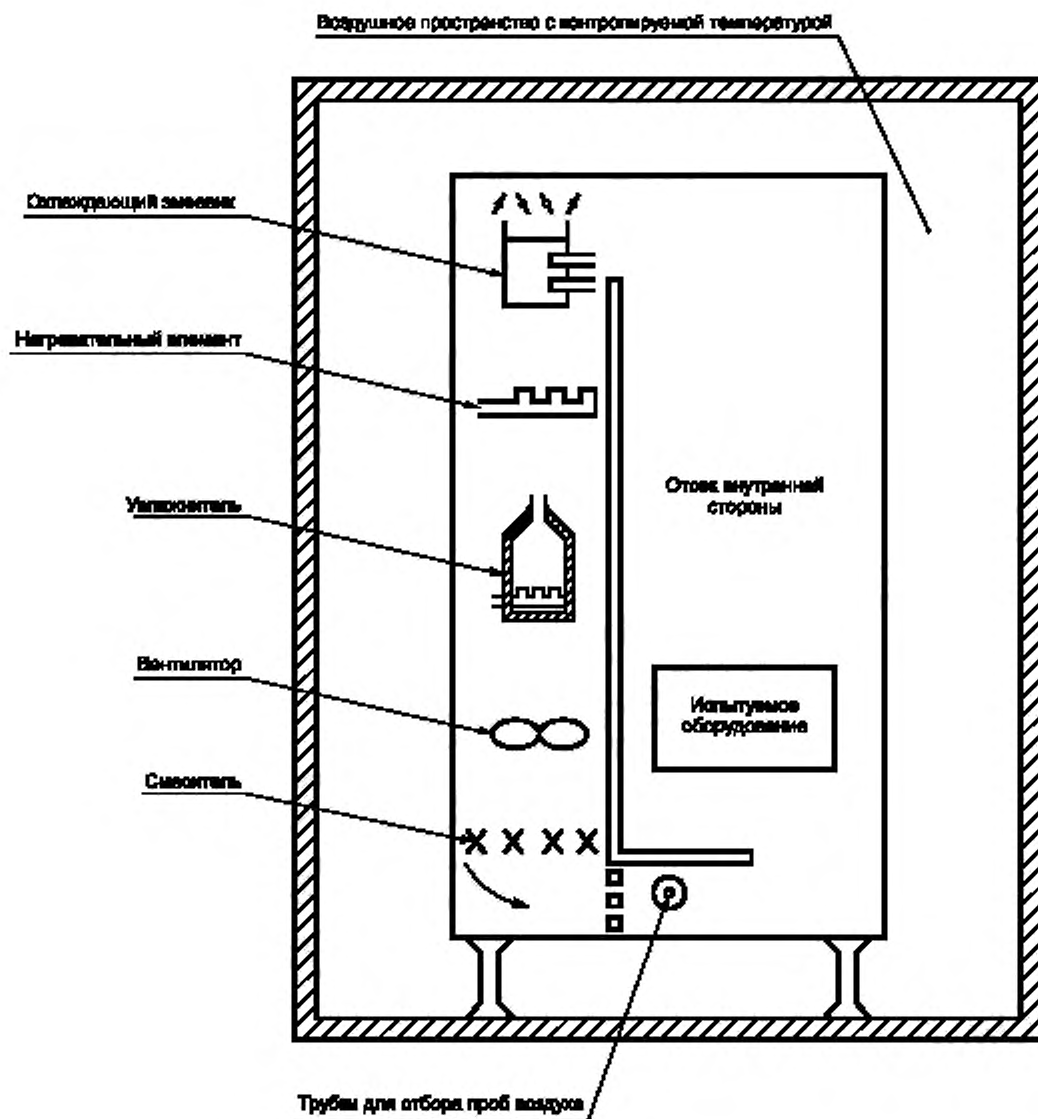 Воздушное пространство с контролируемой температурой
Охлаждающий змеевик
Нагревательный элемент
Увлажнитель
Вентилятор
Смеситель
внутренней
стороны
Испытуемое
оборудование
Трубки для отбора проб воздуха